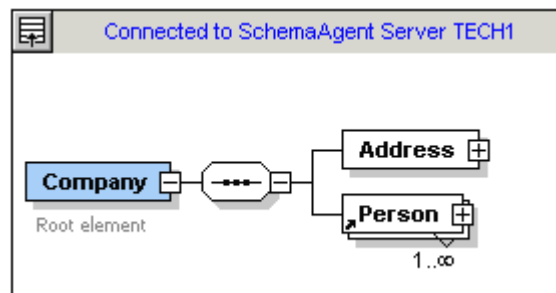 Connected to SchemaAgent Server TECH1
Address
Company
Root element
Person
1..∞